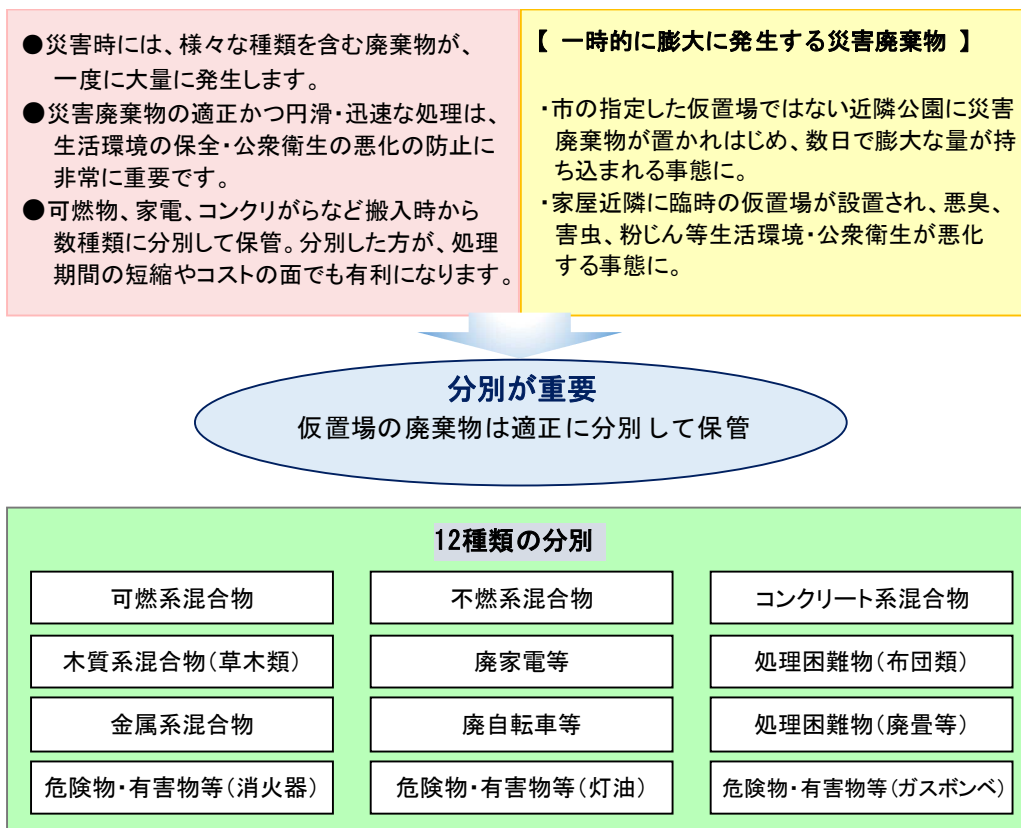 ●災害時には、様々な種類を含む廃棄物が、
一度に大量に発生します。
●災害廃棄物の適正かつ円滑・迅速な処理は、
生活環境の保全・公衆衛生の悪化の防止に
非常に重要です。
●可燃物、家電、コンクリがらなど搬入時から
数種類に分別して保管。分別した方が、処理
期間の短縮やコストの面でも有利になります。
【 一時的に膨大に発生する災害廃棄物 】
・市の指定した仮置場ではない近隣公園に災害
廃棄物が置かれはじめ、数日で膨大な量が持
ち込まれる事態に。
・家屋近隣に臨時の仮置場が設置され、悪臭、
害虫、粉じん等生活環境・公衆衛生が悪化
する事態に。
分別が重要
仮置場の廃棄物は適正に分別して保管
12種類の分別
可燃系混合物
不燃系混合物
コンクリート系混合物
木質系混合物(草木類)
廃家電等
処理困難物(布団類)
金属系混合物
廃自転車等
処理困難物(廃畳等)
危険物・有害物等(消火器)
危険物・有害物等(灯油)
危険物・有害物等(ガスボンベ)